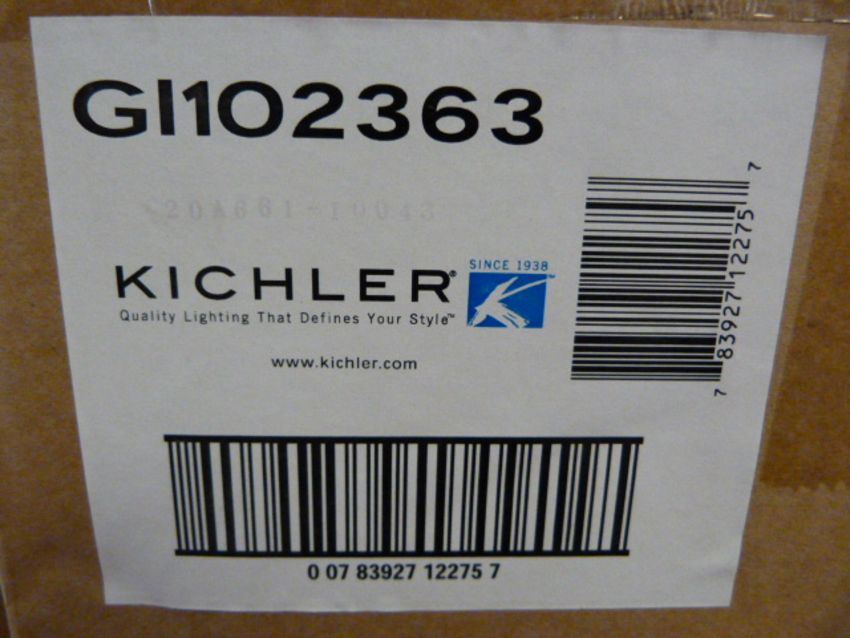 GI102363
KICHLER®
SINCE 1938
Quality Lighting That Defines Your Style™
www.kichler.com
7 83927 12275 7
0 07 83927 12275 7